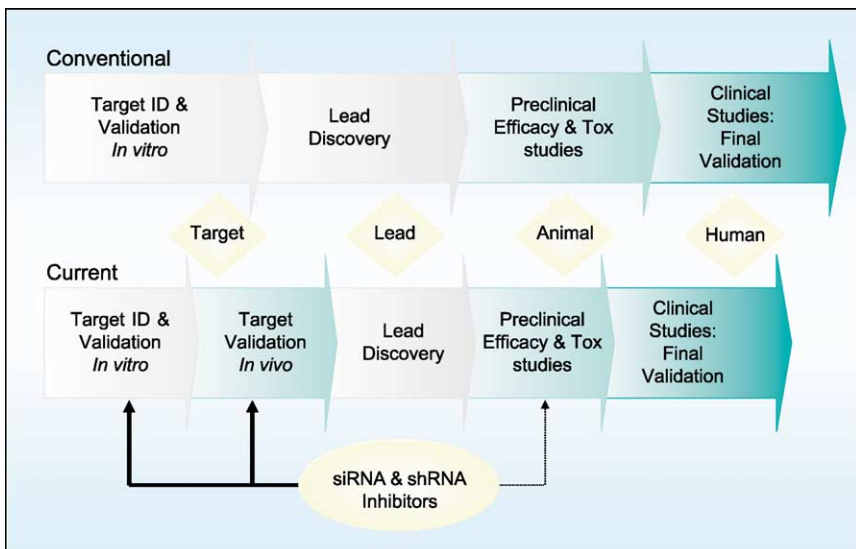 Conventional
Target ID &
Validation
In vitro
Lead
Discovery
Preclinical
Efficacy & Tox
studies
Clinical
Studies:
Final
Validation
Target
Lead
Animal
Human
Current
Target ID &
Validation
In vitro
Target
Validation
In vivo
Lead
Discovery
Preclinical
Efficacy & Tox
studies
Clinical
Studies:
Final
Validation
siRNA & shRNA
Inhibitors